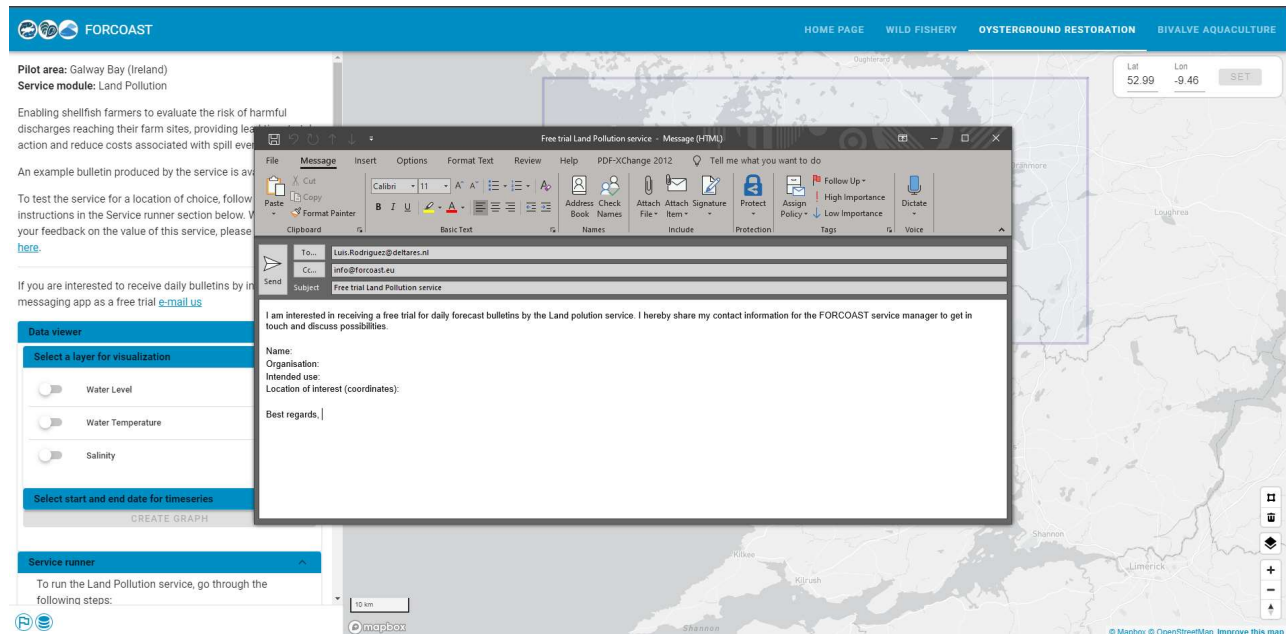 FORCOAST
HOME PAGE WILD FISHERY OYSTERGROUND RESTORATION BIVALVE AQUACULTURE
Pilot area: Galway Bay (Ireland)
Service module: Land Pollution
Enabling shellfish farmers to evaluate the risk of harmful
discharges reaching their farm sites, providing
action and reduce costs associated with spill
An example bulletin produced by the service is
To test the service for a location of choice, follow
instructions in the Service runner section below.
your feedback on the value of this service, please
here.
If you are interested to receive daily bulletins by
messaging app as a free trial e-mail us
Data viewer
Select a layer for visualization
Water Level
Water Temperature
Salinity
Select start and end date for timeseries
CREATE GRAPH
Service runner
To run the Land Pollution service, go through the
following steps:
Free trial Land Pollution service - Message (HTML)
File Message Insert Options Format Text Review Help PDF-XChange 2012 Tell me what you want to do
Paste
Cut
Copy
Format Painter
Clipboard
Calibri 11
B I U
Basic Text
Address Book
Check Names
Names
Attach File
Attach Item
Signature
Include
Protect
Protection
Assign Policy
Follow Up
High Importance
Low Importance
Tags
Dictate
Voice
Send
To... Luis.Rodriguez@deltares.nl
Cc... info@forcoast.eu
Subject Free trial Land Pollution service
I am interested in receiving a free trial for daily forecast bulletins by the Land polution service. I hereby share my contact information for the FORCOAST service manager to get in
touch and discuss possibilities.
Name:
Organisation:
Intended use:
Location of interest (coordinates):
Best regards,
Lat Lon
52.99 -9.46 SET
Oughterard
Oranmore
Loughrea
Shannon
Limerick
Kilkee
Kilrush
Shannon
10 km
mapbox
© Mapbox © OpenStreetMap Improve this map